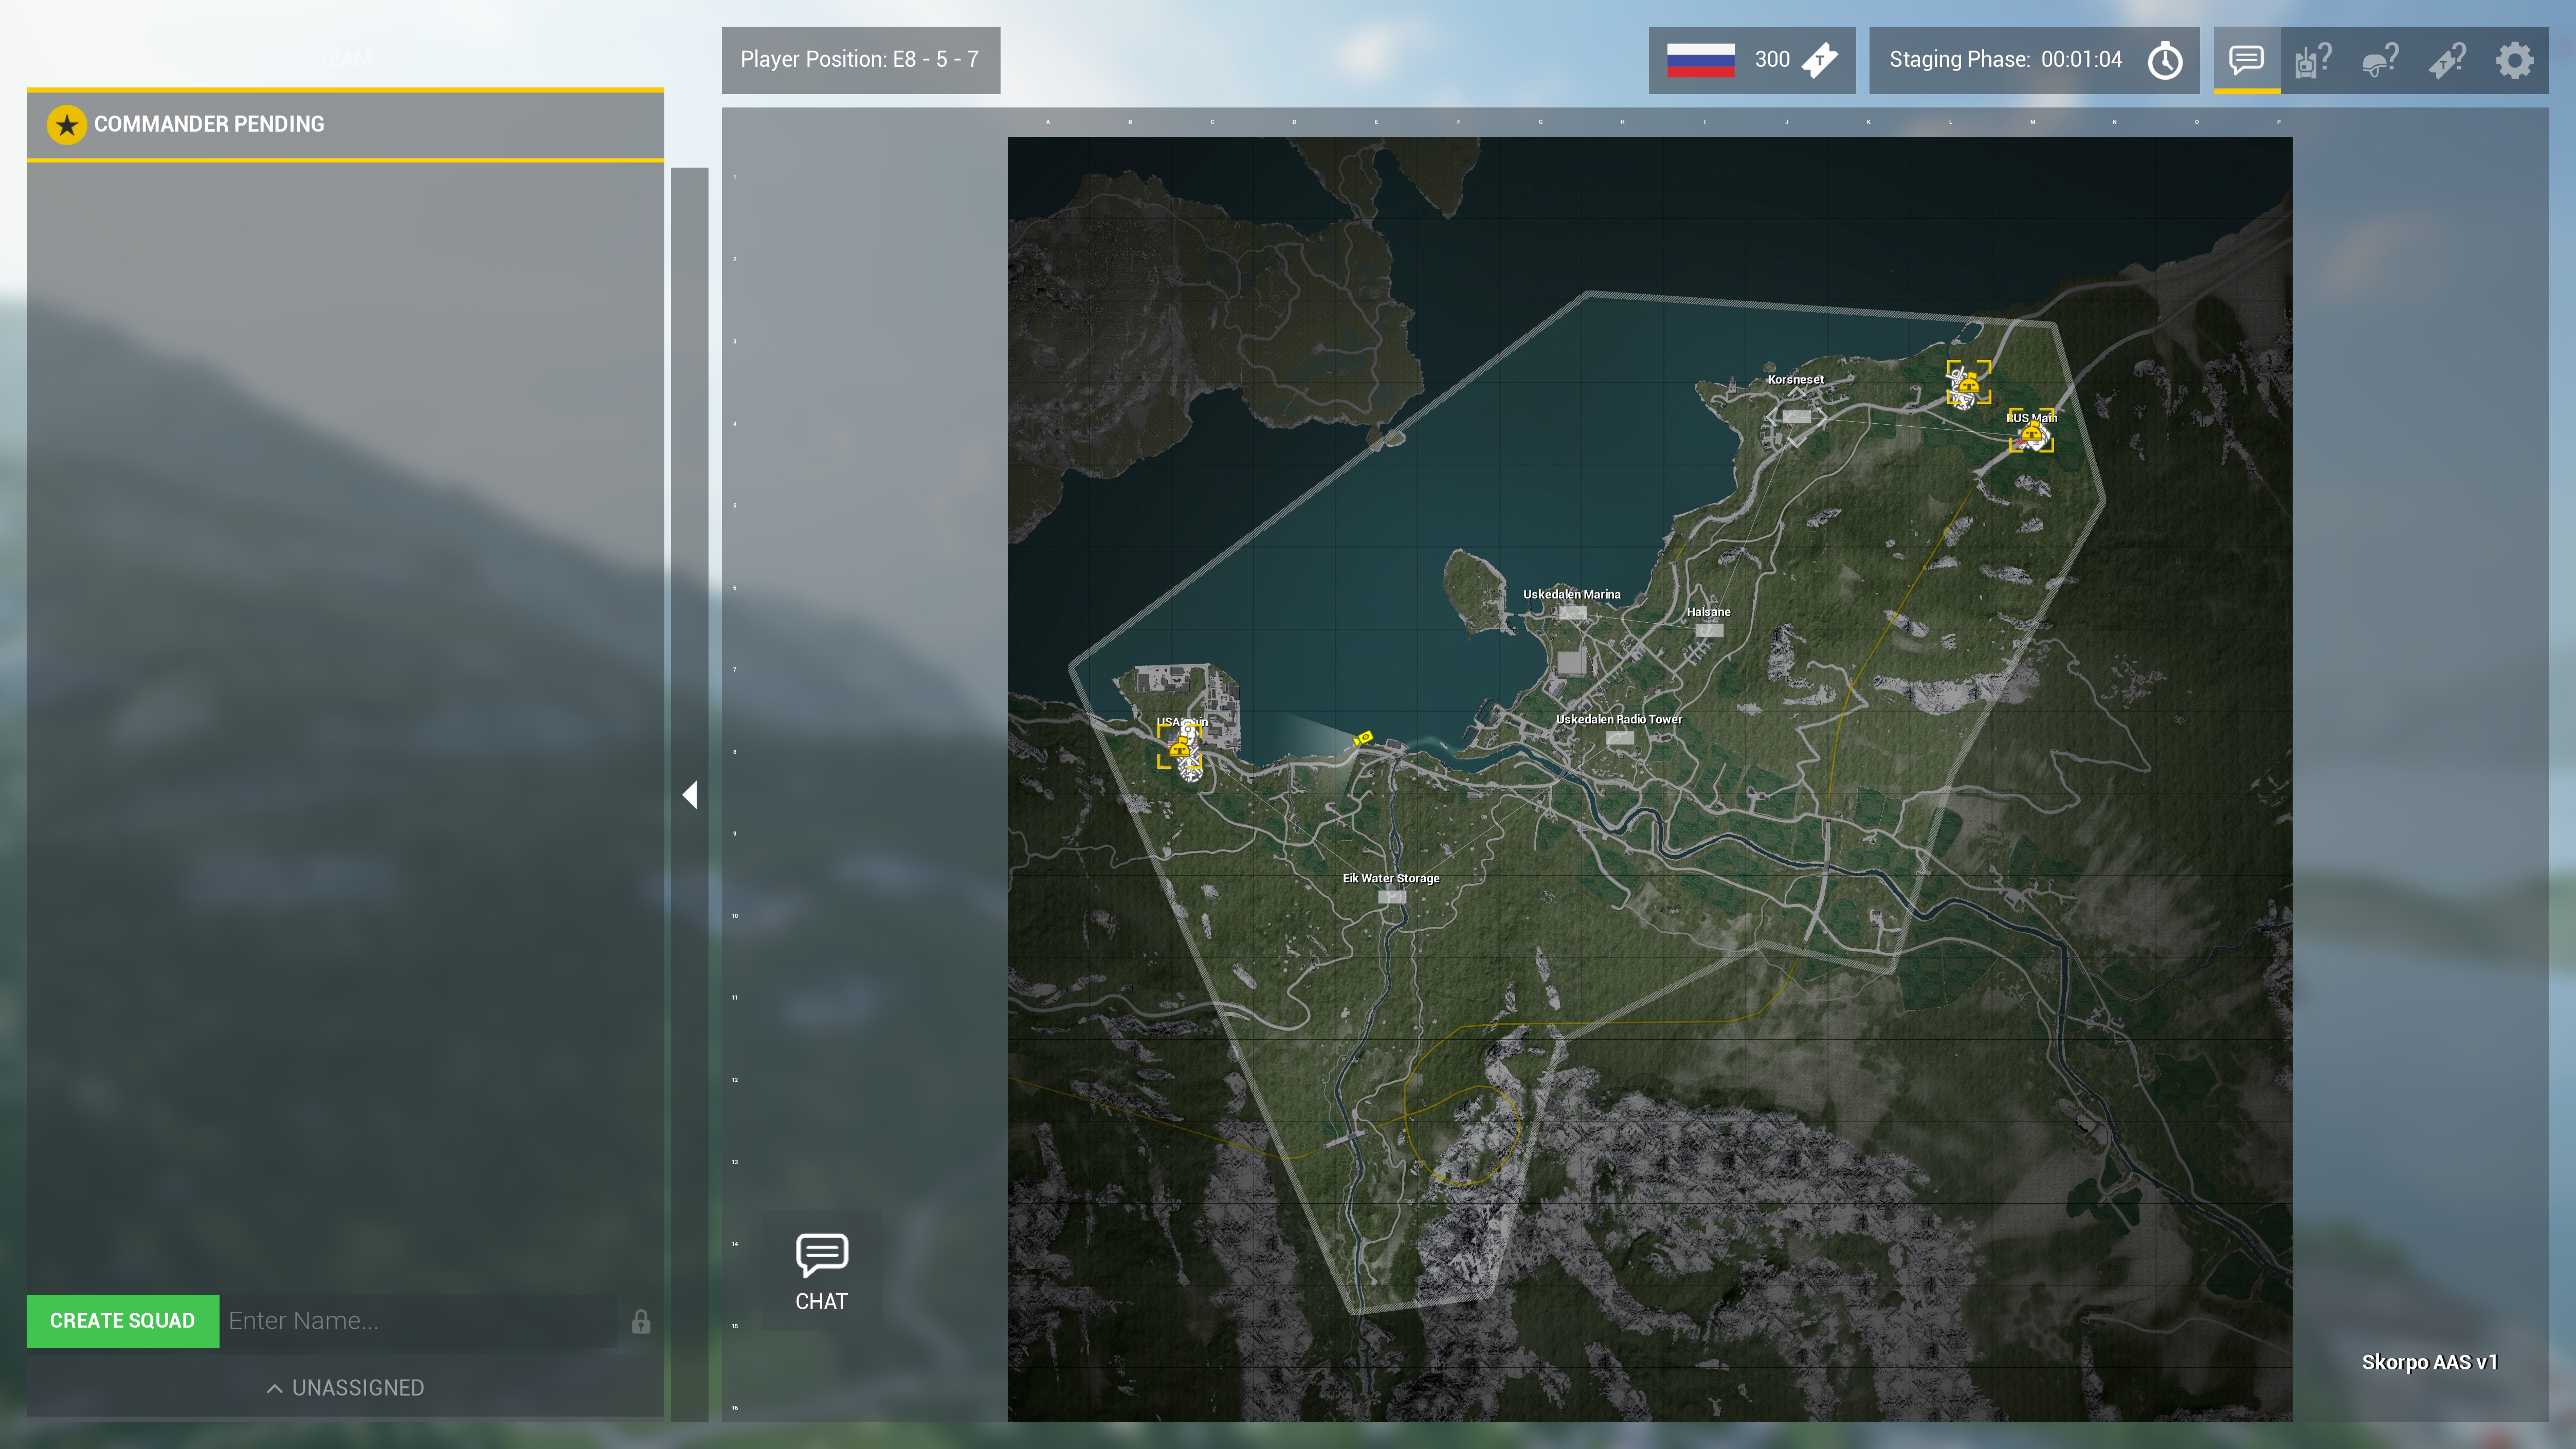 TEAM
Player Position: E8 - 5 - 7
300
T
Staging Phase: 00:01:04
? ? T?
COMMANDER PENDING
A B C D E F G H I J K L M N O P
1
2
3
Korsneset
RUS Main
4
5
6
Uskedalen Marina
Halsane
7
USA Main
Uskedalen Radio Tower
8
9
Eik Water Storage
10
11
12
13
14
CHAT
15
CREATE SQUAD Enter Name...
Skorpo AAS v1
UNASSIGNED
16